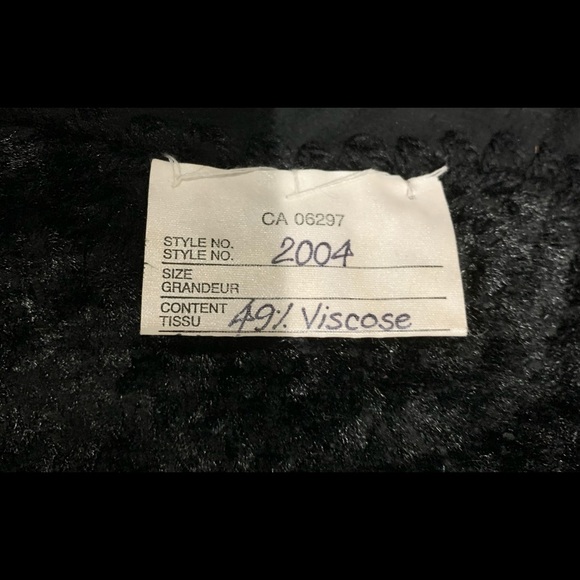 CA 06297
STYLE NO.
STYLE NO. 2004
SIZE
GRANDEUR
CONTENT
TISSU 49% Viscose